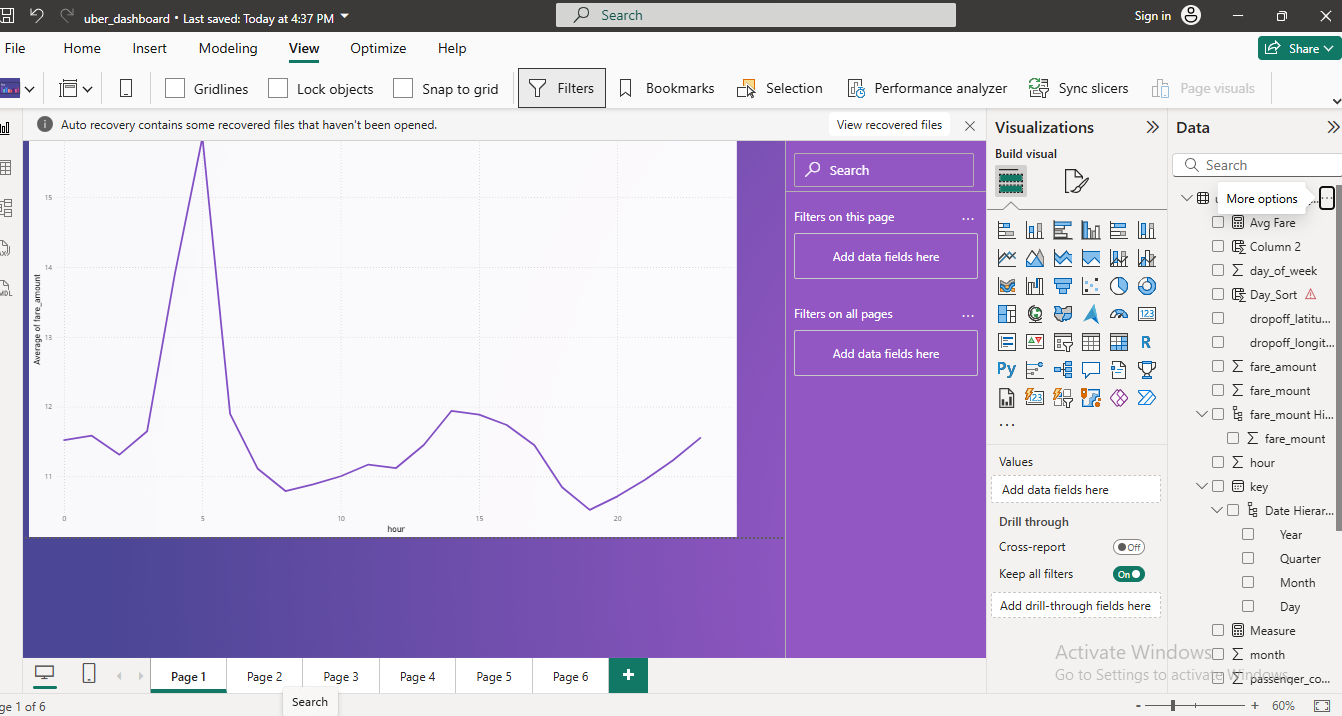 uber_dashboard • Last saved: Today at 4:37 PM
Search
Sign in
File Home Insert Modeling View Optimize Help
Share
Gridlines Lock objects Snap to grid Filters Bookmarks Selection Performance analyzer Sync slicers Page visuals
Auto recovery contains some recovered files that haven't been opened.
View recovered files
15
14
13
12
11
Average of fare_amount
0 5 10 15 20
hour
Search
Filters on this page ...
Add data fields here
Filters on all pages ...
Add data fields here
Visualizations
Build visual
123
R
Py
123
...
Values
Add data fields here
Drill through
Cross-report Off
Keep all filters On
Add drill-through fields here
Data
Search
More options
Avg Fare
Column 2
day_of_week
Day_Sort
dropoff_latitu...
dropoff_longit...
fare_amount
fare_mount
fare_mount Hi...
fare_mount
hour
key
Date Hierar...
Year
Quarter
Month
Day
Measure
month
passenger_co...
Activate Windows
Go to Settings to activate Windows.
Page 1 Page 2 Page 3 Page 4 Page 5 Page 6 +
Search
ge 1 of 6
- + 60%